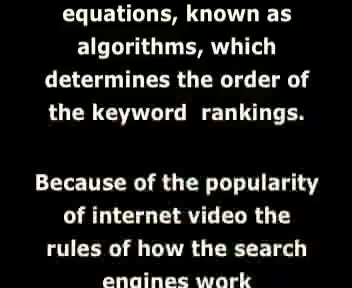 equations, known as
algorithms, which
determines the order of
the keyword  rankings.
Because of the popularity
of internet video the
rules of how the search
engines work